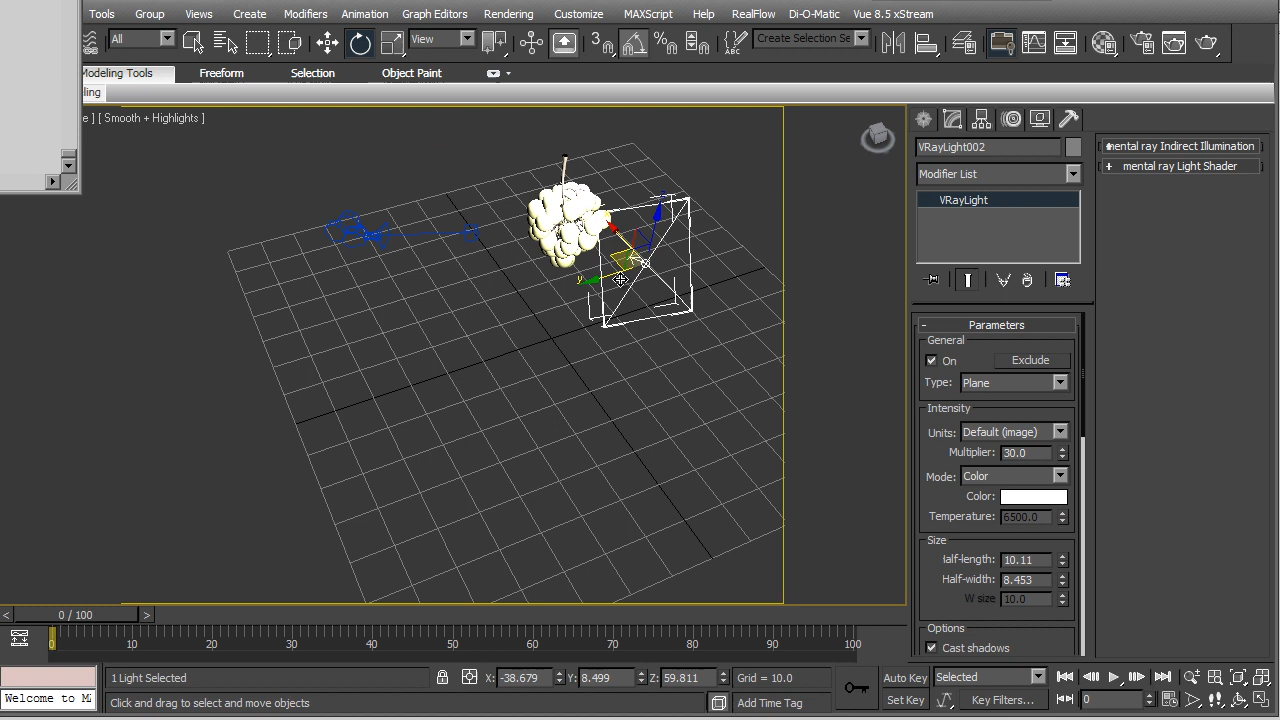 Tools Group Views Create Modifiers Animation Graph Editors Rendering Customize MAXScript Help RealFlow Di-O-Matic Vue 8.5 xStream
All View 3 Create Selection Se
Modeling Tools Freeform Selection Object Paint
ling
e ] [ Smooth + Highlights ]
VRayLight002
mental ray Indirect Illumination
+ mental ray Light Shader
Modifier List
VRayLight
y
- Parameters
General
On Exclude
Type: Plane
Intensity
Units: Default (image)
Multiplier: 30.0
Mode: Color
Color:
Temperature: 6500.0
Size
Half-length: 10.11
Half-width: 8.453
W size 10.0
Options
Cast shadows
< 0 / 100 >
0 10 20 30 40 50 60 70 80 90 100
1 Light Selected X: -38.679 Y: 8.499 Z: 59.811 Grid = 10.0 Auto Key Selected
Welcome to M Click and drag to select and move objects Add Time Tag Set Key Key Filters... 0